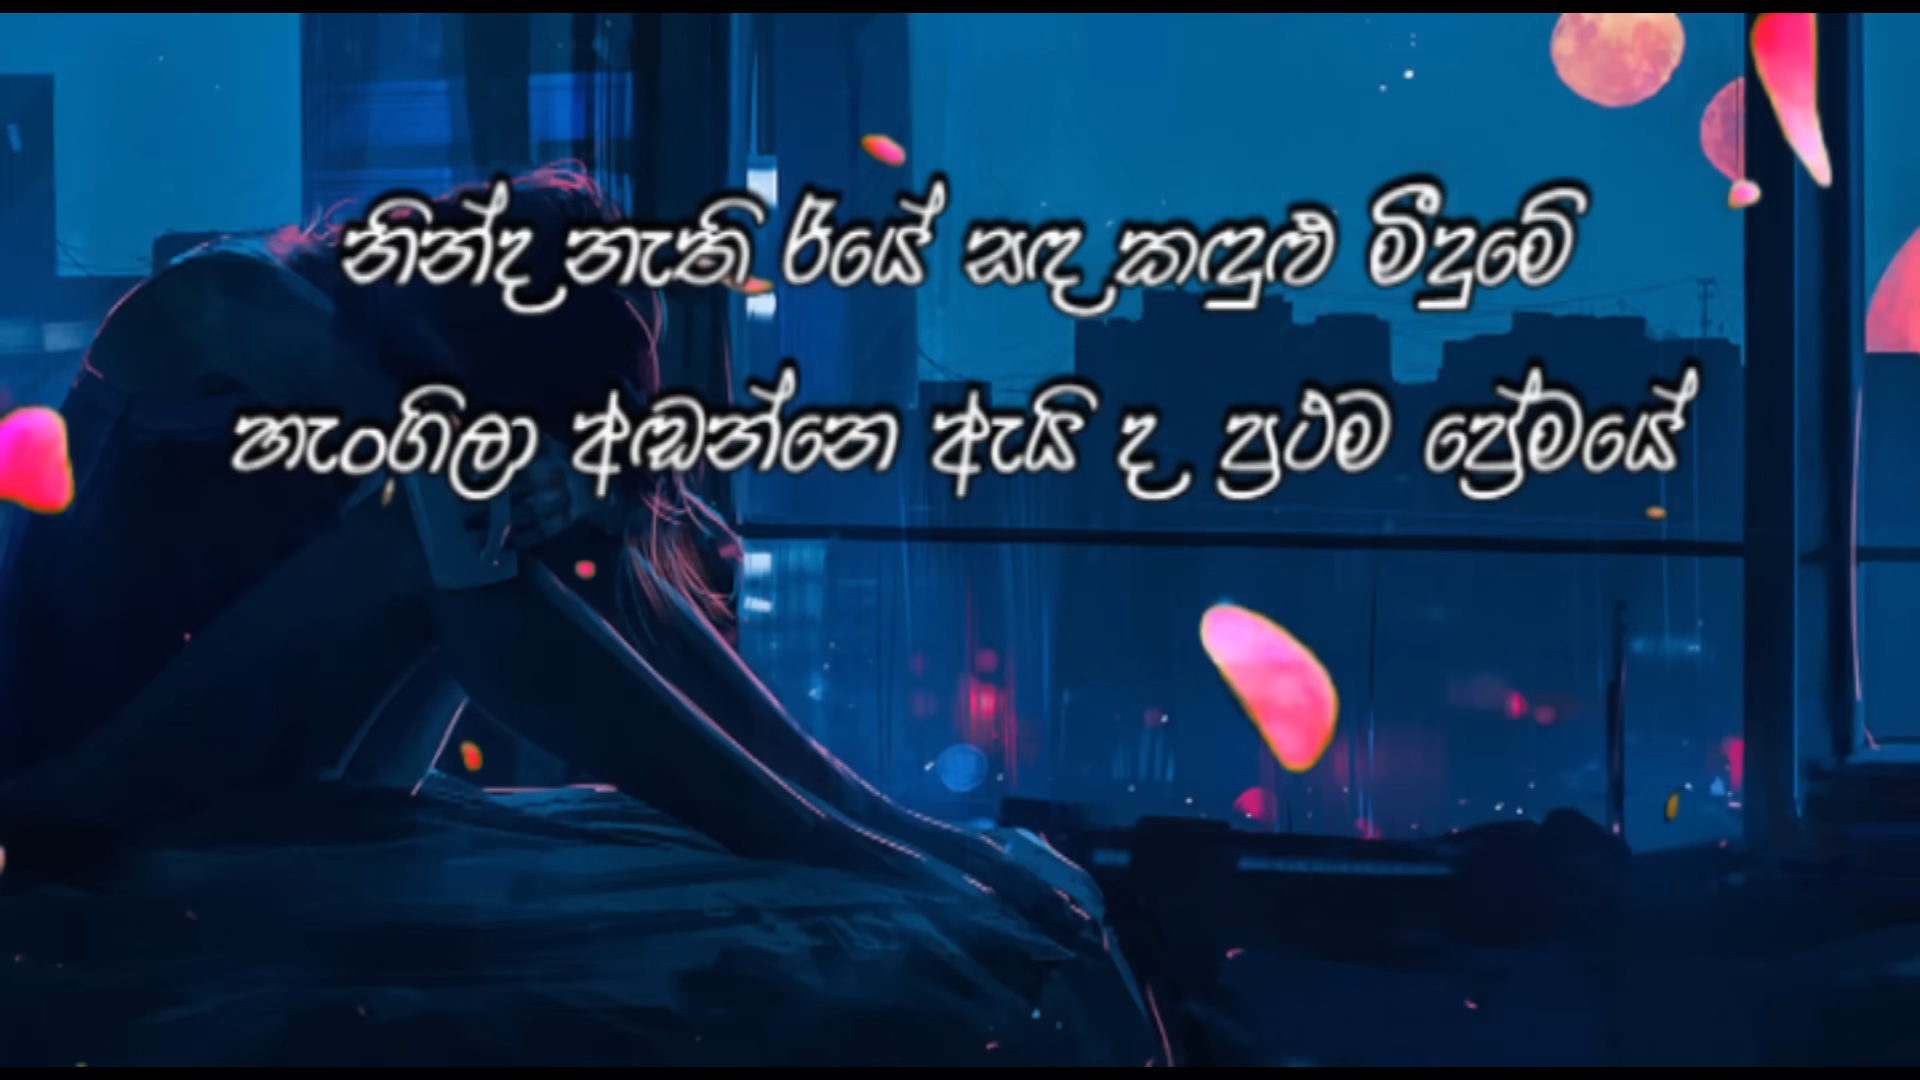 නින්ද නැති රෑයේ සඳ කඳුළු මීදුමේ
හැංගිලා අඬන්නෙ ඇයි ද ප්‍රථම ප්‍රේමයේ